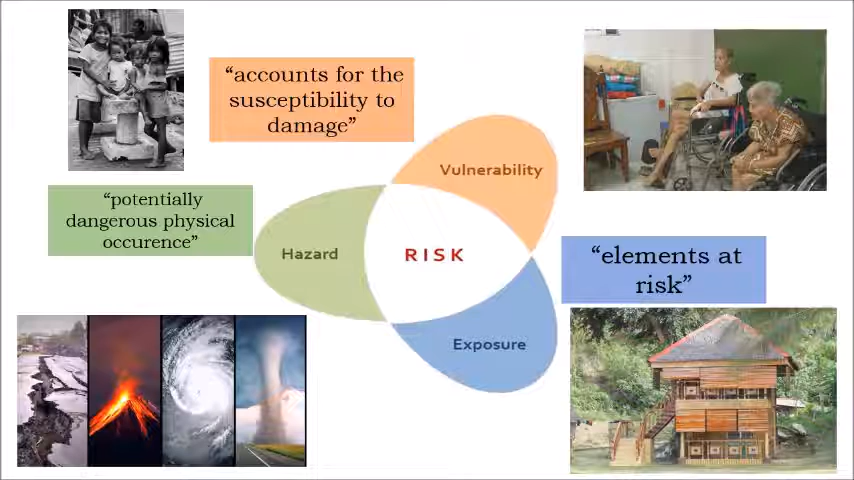 “accounts for the
susceptibility to
damage”
Vulnerability
“potentially
dangerous physical
occurence”
Hazard
RISK
“elements at
risk”
Exposure